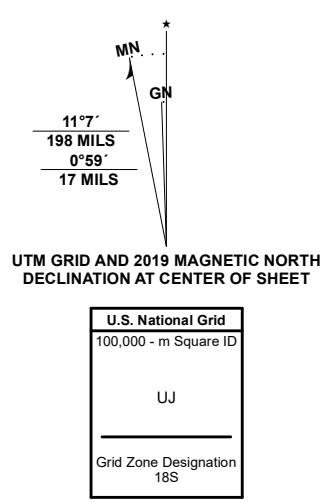 ★
MN
GN
11°7´
198 MILS
0°59´
17 MILS
UTM GRID AND 2019 MAGNETIC NORTH
DECLINATION AT CENTER OF SHEET
U.S. National Grid
100,000 - m Square ID
UJ
Grid Zone Designation
18S